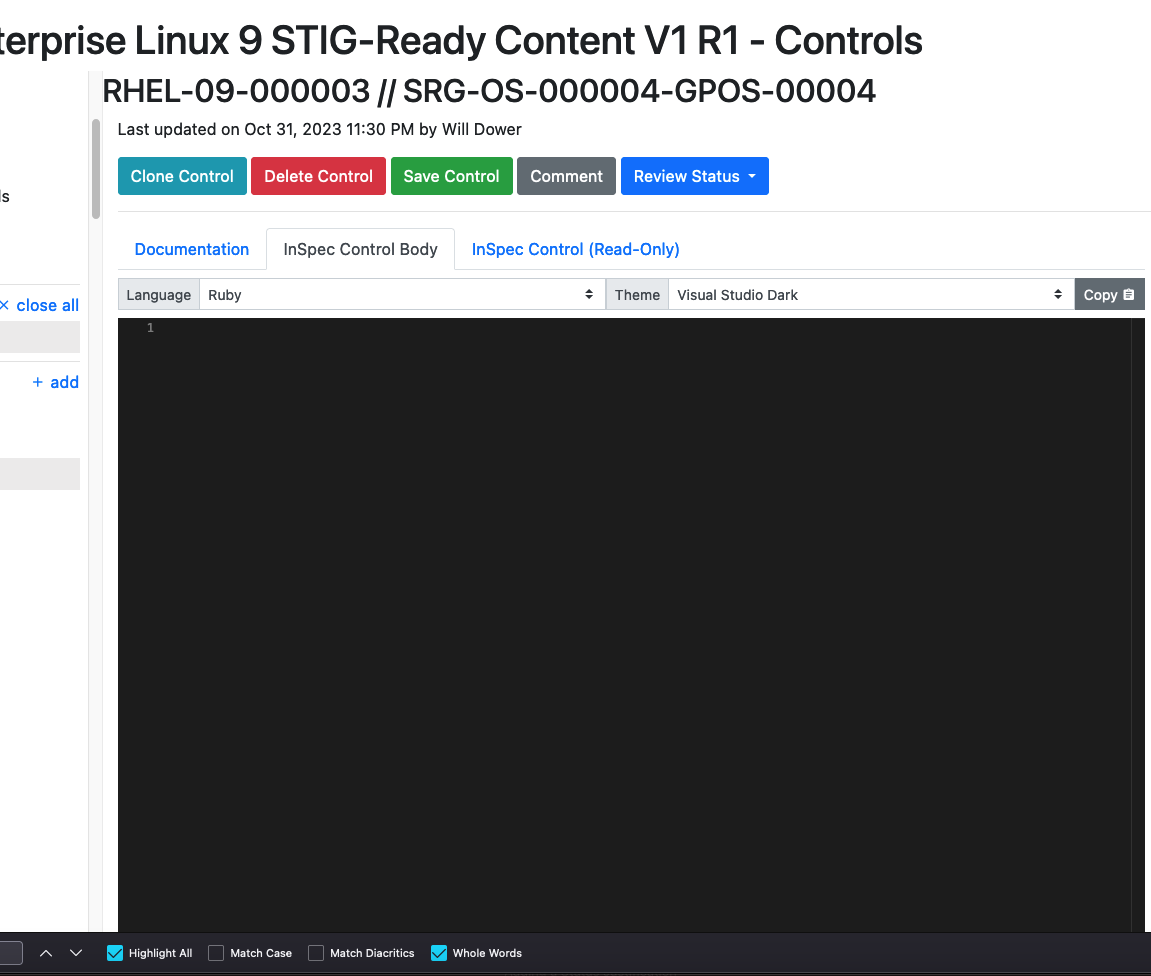 terprise Linux 9 STIG-Ready Content V1 R1 - Controls
RHEL-09-000003 // SRG-OS-000004-GPOS-00004
Last updated on Oct 31, 2023 11:30 PM by Will Dower
Clone Control Delete Control Save Control Comment Review Status
ls
Documentation InSpec Control Body InSpec Control (Read-Only)
× close all
Language Ruby Theme Visual Studio Dark Copy
1
+ add
Highlight All Match Case Match Diacritics Whole Words